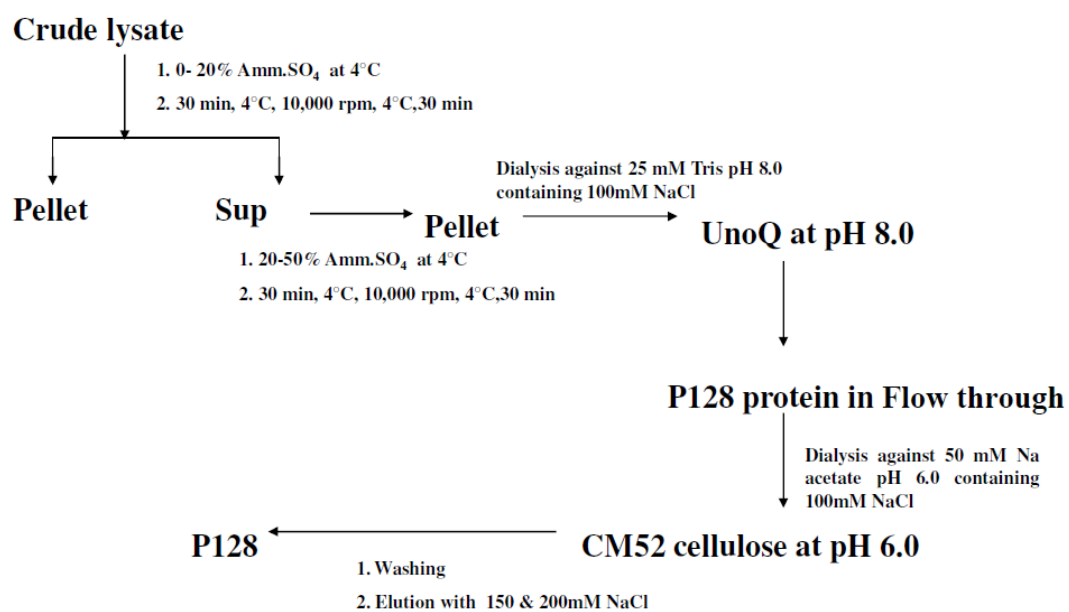 Crude lysate
1. 0- 20% Amm.SO₄ at 4°C
2. 30 min, 4°C, 10,000 rpm, 4°C,30 min
Pellet
Sup
Pellet
Dialysis against 25 mM Tris pH 8.0
containing 100mM NaCl
UnoQ at pH 8.0
1. 20-50% Amm.SO₄ at 4°C
2. 30 min, 4°C, 10,000 rpm, 4°C,30 min
P128 protein in Flow through
Dialysis against 50 mM Na
acetate pH 6.0 containing
100mM NaCl
CM52 cellulose at pH 6.0
P128
1. Washing
2. Elution with 150 & 200mM NaCl